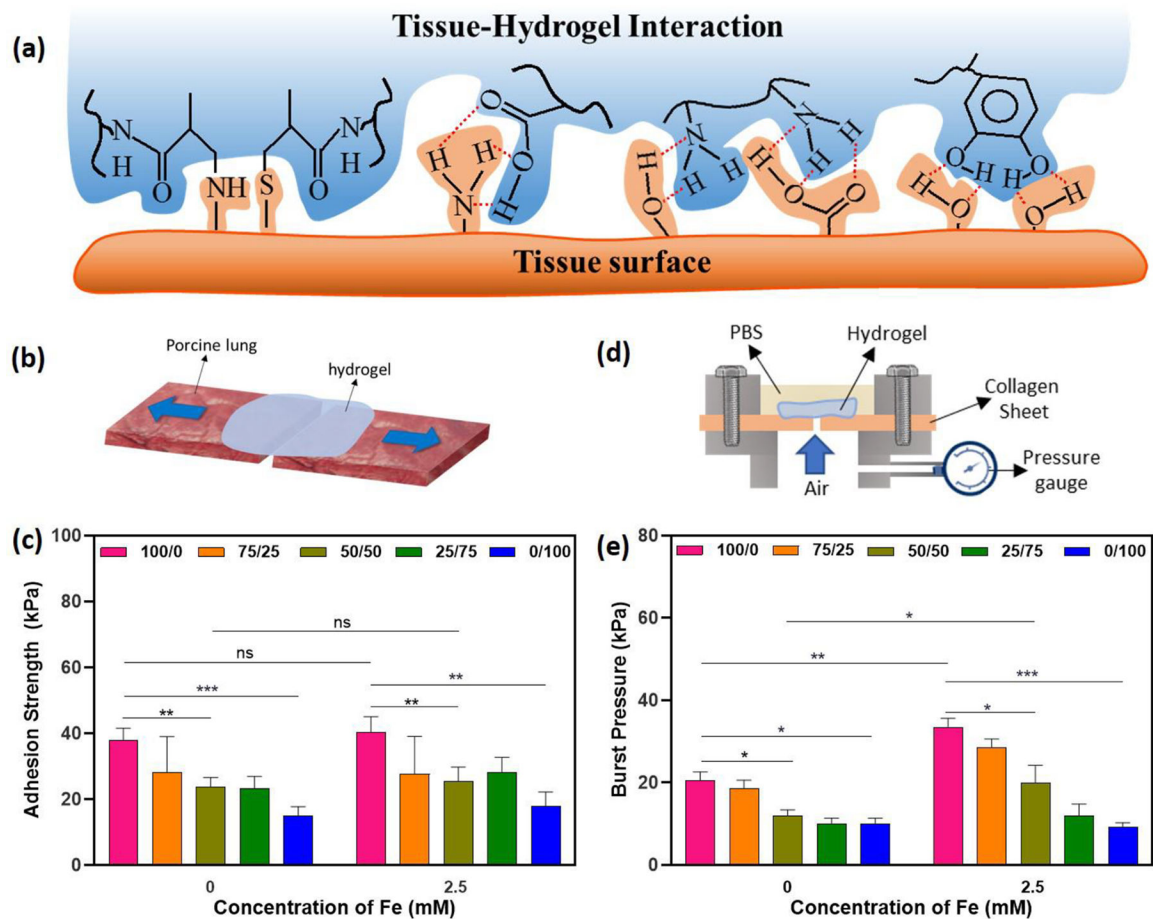 (a)
Tissue-Hydrogel Interaction
N
H
O
NH
S
O
N
H
H
H
N
O
O
H
H
O
N
H
H
N
H
H
H
O
O
O
H
H
O
H
O
O
H
Tissue surface
(b)
Porcine lung
hydrogel
(d)
PBS
Hydrogel
Collagen
Sheet
Air
Pressure
gauge
(c)
100/0 75/25 50/50 25/75 0/100
Adhesion Strength (kPa)
100
80
60
40
20
0
ns
ns
***
**
**
**
0 2.5
Concentration of Fe (mM)
(e)
100/0 75/25 50/50 25/75 0/100
Burst Pressure (kPa)
80
60
40
20
0
*
**
***
*
*
*
0 2.5
Concentration of Fe (mM)